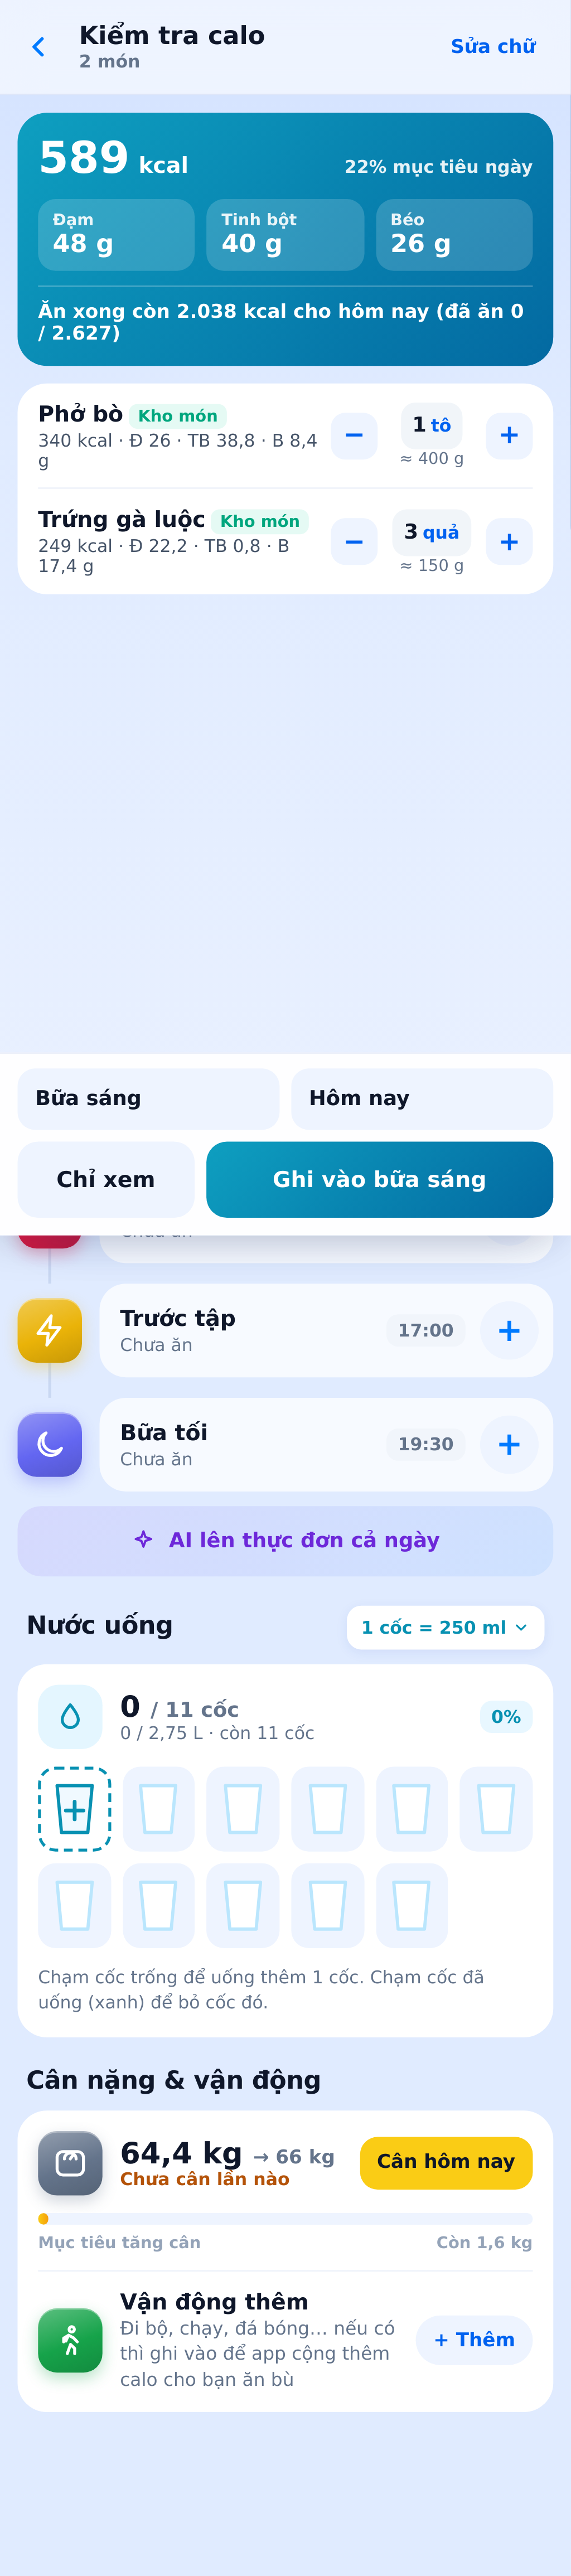 Kiểm tra calo
2 món
Sửa chữ
589 kcal
22% mục tiêu ngày
Đạm
48 g
Tinh bột
40 g
Béo
26 g
Ăn xong còn 2.038 kcal cho hôm nay (đã ăn 0
/ 2.627)
Phở bò Kho món
340 kcal · Đ 26 · TB 38,8 · B 8,4
g
− 1 tô +
≈ 400 g
Trứng gà luộc Kho món
249 kcal · Đ 22,2 · TB 0,8 · B
17,4 g
− 3 quả +
≈ 150 g
Bữa sáng
Hôm nay
Chỉ xem
Ghi vào bữa sáng
Trước tập
Chưa ăn
17:00
+
Bữa tối
Chưa ăn
19:30
+
AI lên thực đơn cả ngày
Nước uống
1 cốc = 250 ml
0 / 11 cốc
0 / 2,75 L · còn 11 cốc
0%
Chạm cốc trống để uống thêm 1 cốc. Chạm cốc đã
uống (xanh) để bỏ cốc đó.
Cân nặng & vận động
64,4 kg → 66 kg
Chưa cân lần nào
Cân hôm nay
Mục tiêu tăng cân
Còn 1,6 kg
Vận động thêm
Đi bộ, chạy, đá bóng... nếu có
thì ghi vào để app cộng thêm
calo cho bạn ăn bù
+ Thêm